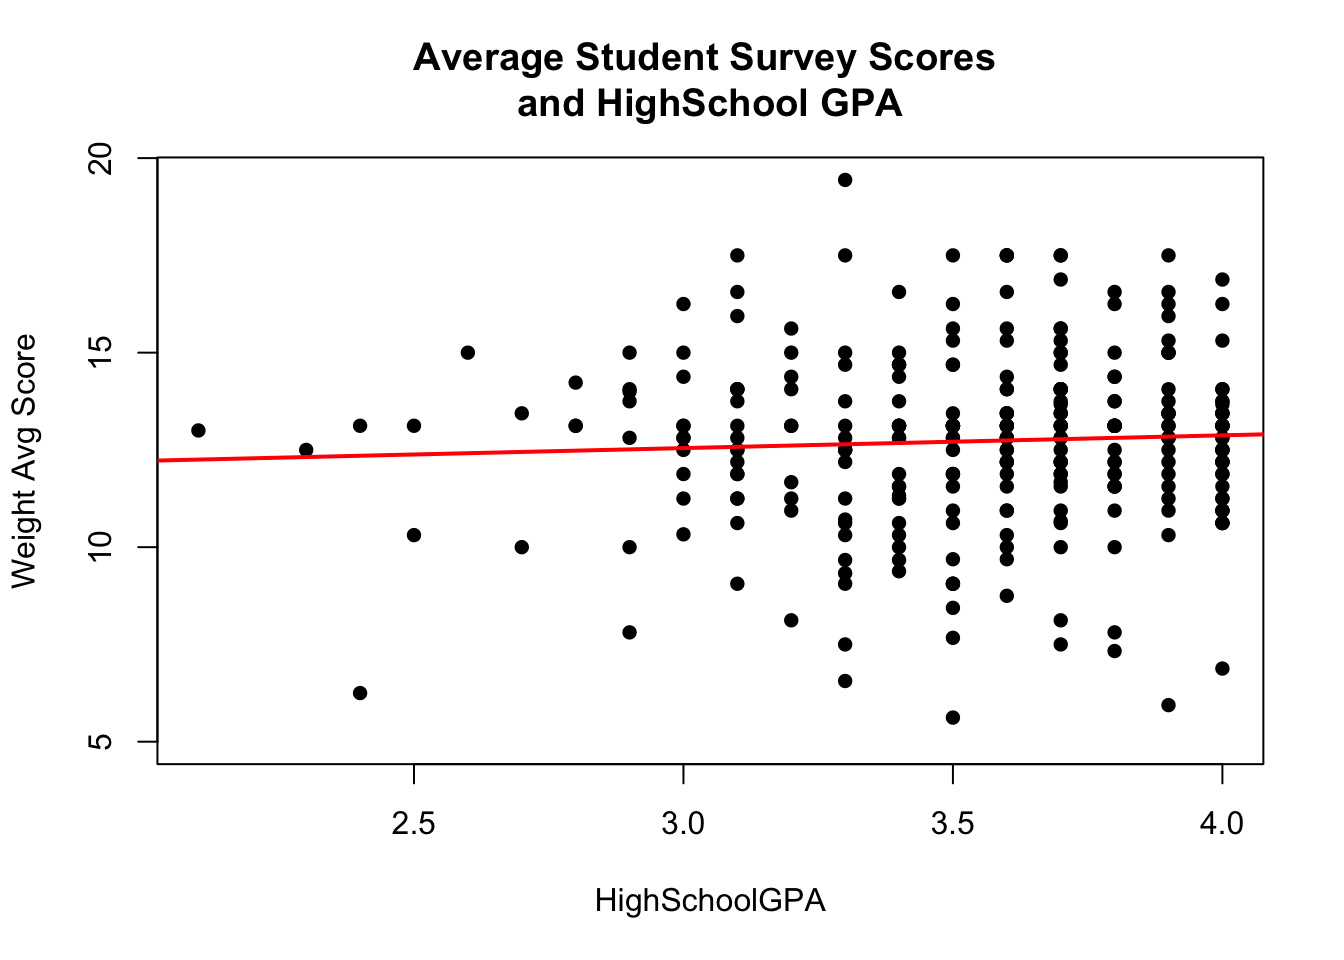 Average Student Survey Scores
and HighSchool GPA
Weight Avg Score
20
15
10
5
2.5 3.0 3.5 4.0
HighSchoolGPA